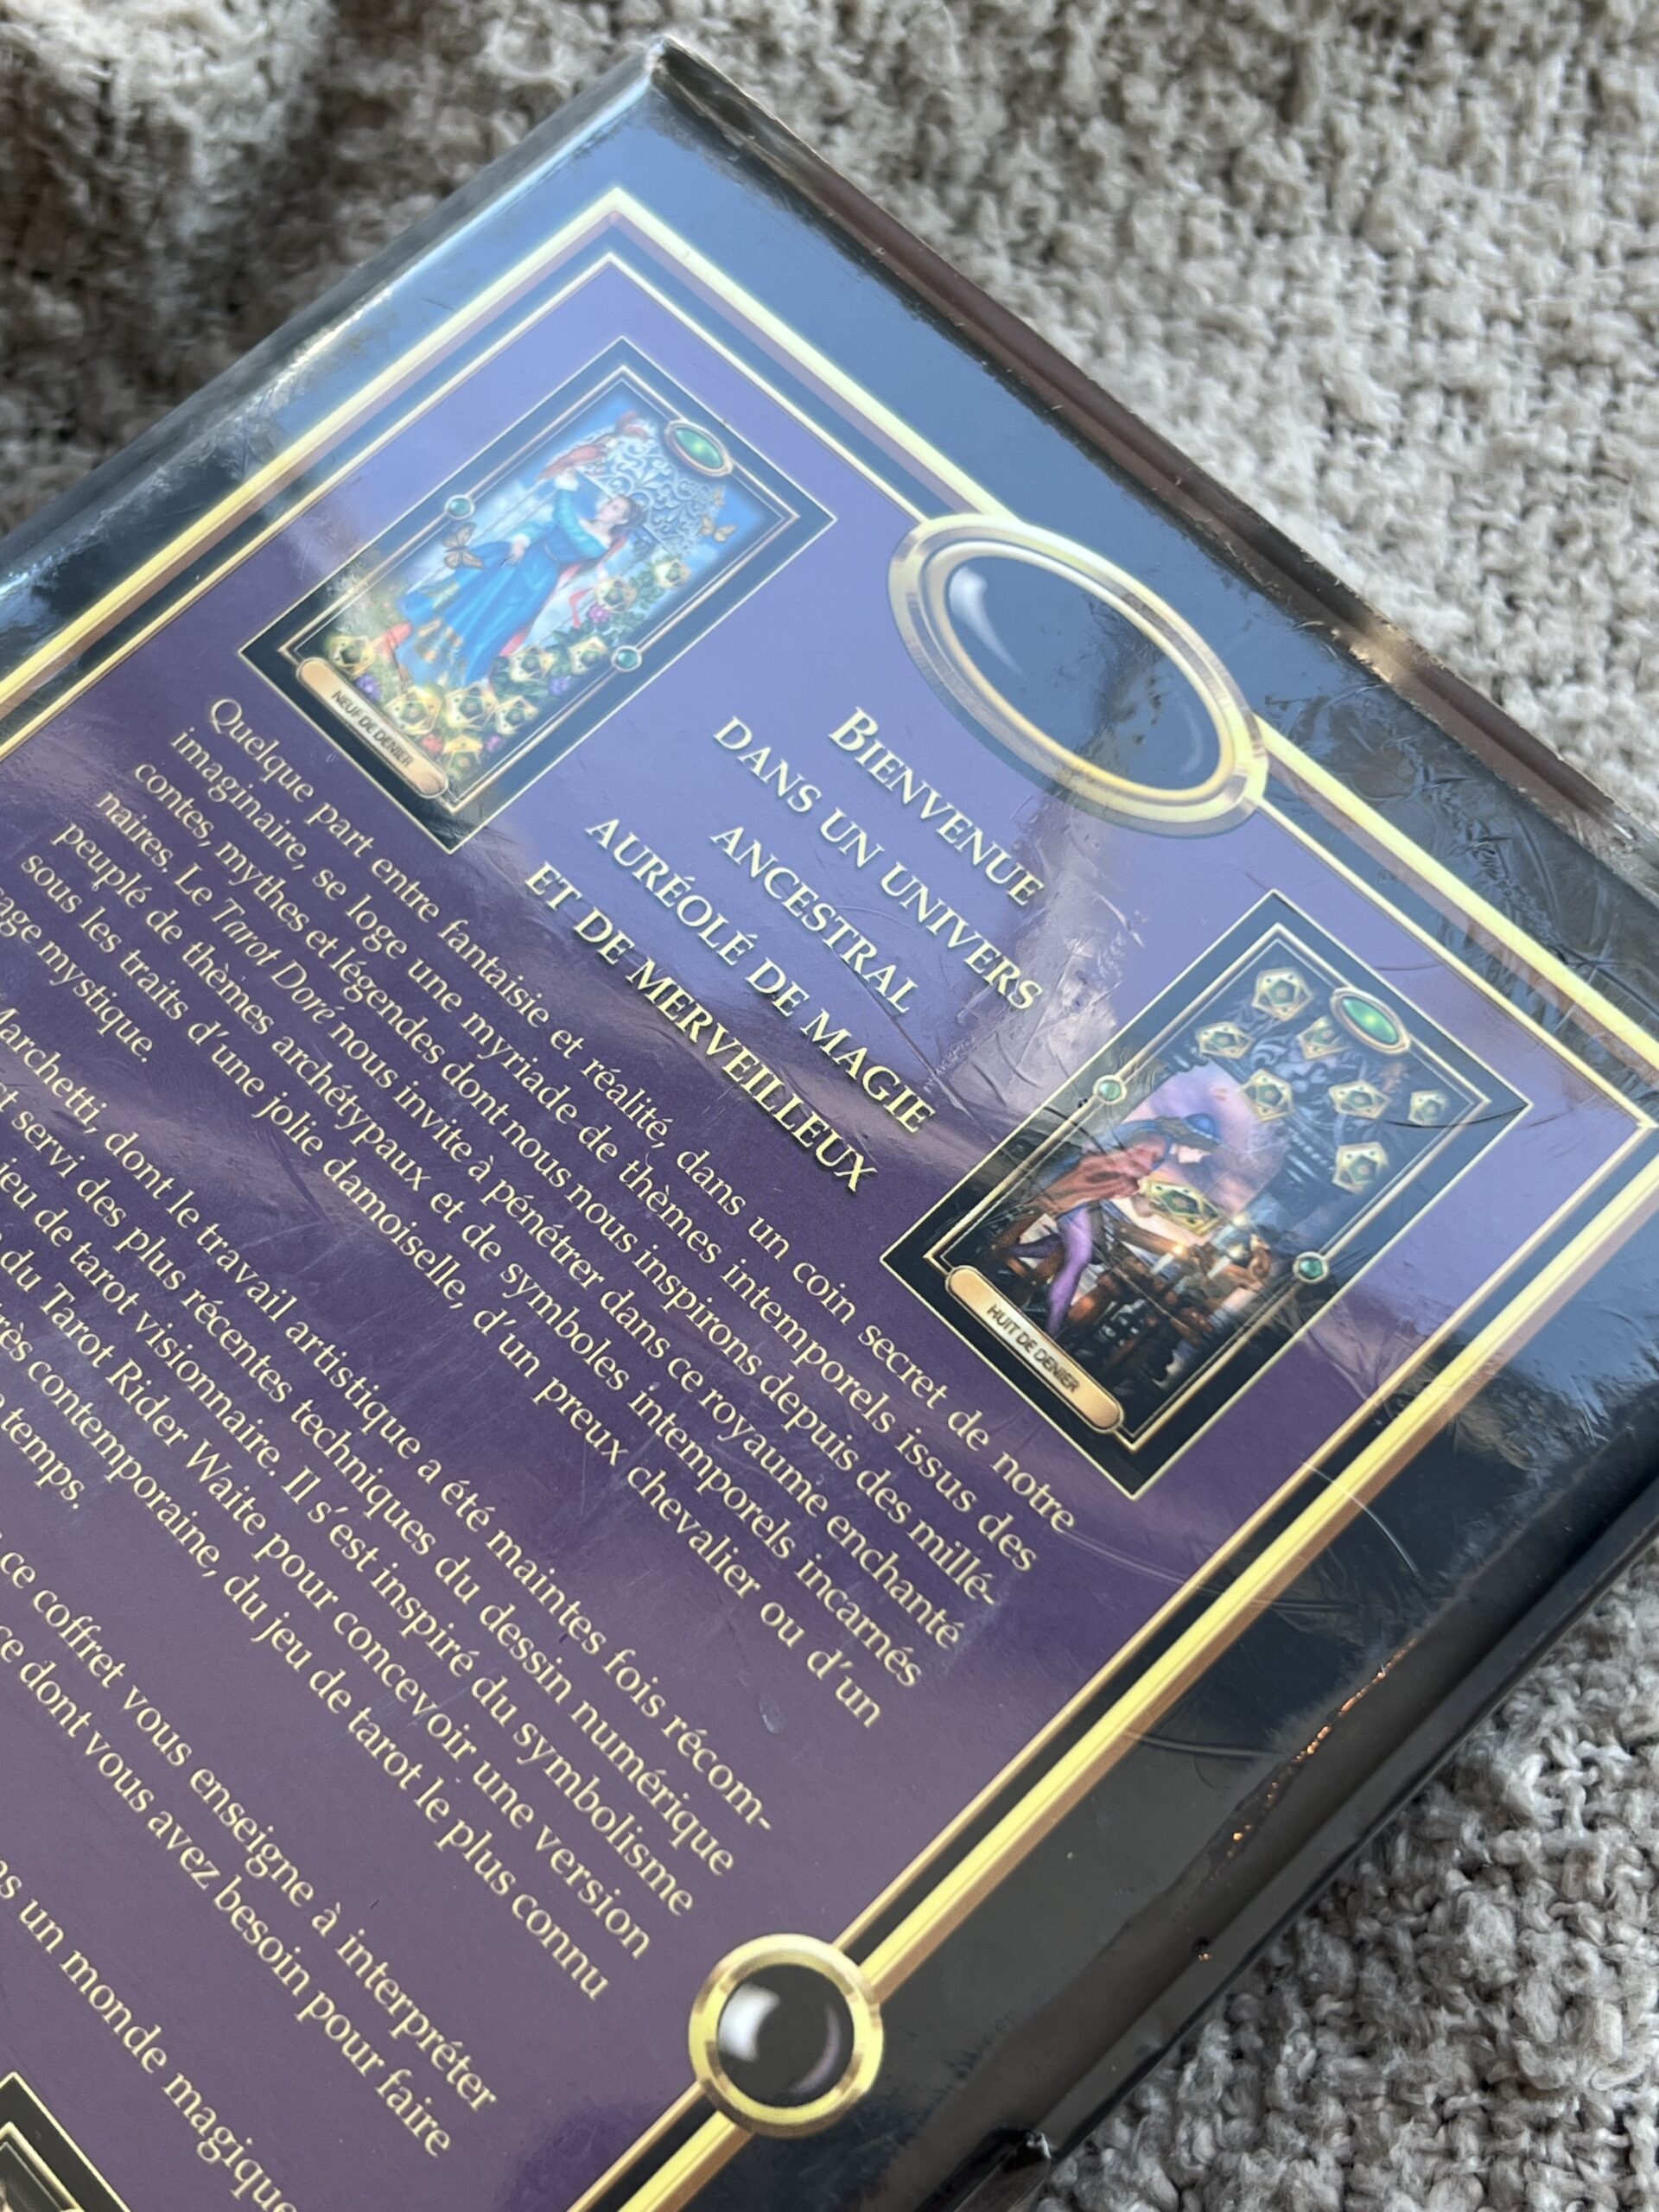 NEUF DE DENIER
BIENVENUE
DANS UN UNIVERS
ANCESTRAL
AURÉOLÉ DE MAGIE
ET DE MERVEILLEUX
HUIT DE DENIER
Quelque part entre fantaisie et réalité, dans un coin secret de notre
imaginaire, se loge une myriade de thèmes intemporels issus des
contes, mythes et légendes dont nous nous inspirons depuis des millé-
naires. Le Tarot Doré nous invite à pénétrer dans ce royaume enchanté
peuplé de thèmes archétypaux et de symboles intemporels incarnés
sous les traits d'une jolie damoiselle, d'un preux chevalier ou d'un
mystique.
Marchetti, dont le travail artistique a été maintes fois récom-
servi des plus récentes techniques du dessin numérique
jeu de tarot visionnaire. Il s'est inspiré du symbolisme
du Tarot Rider Waite pour concevoir une version
contemporaine, du jeu de tarot le plus connu
temps.
ce coffret vous enseigne à interpréter
ce dont vous avez besoin pour faire
un monde magique